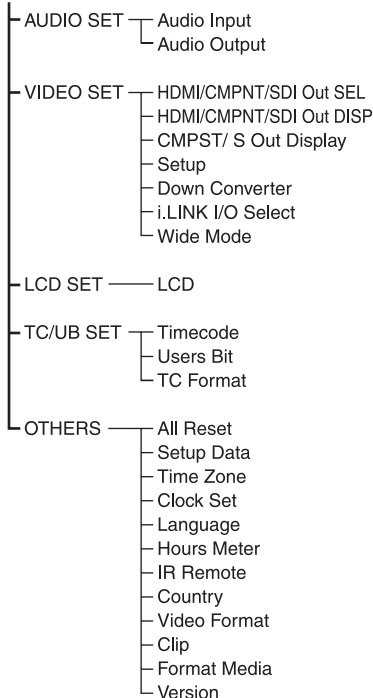 AUDIO SET Audio Input
Audio Output
VIDEO SET HDMI/CMPNT/SDI Out SEL
HDMI/CMPNT/SDI Out DISP
CMPST/ S Out Display
Setup
Down Converter
i.LINK I/O Select
Wide Mode
LCD SET LCD
TC/UB SET Timecode
Users Bit
TC Format
OTHERS All Reset
Setup Data
Time Zone
Clock Set
Language
Hours Meter
IR Remote
Country
Video Format
Clip
Format Media
Version